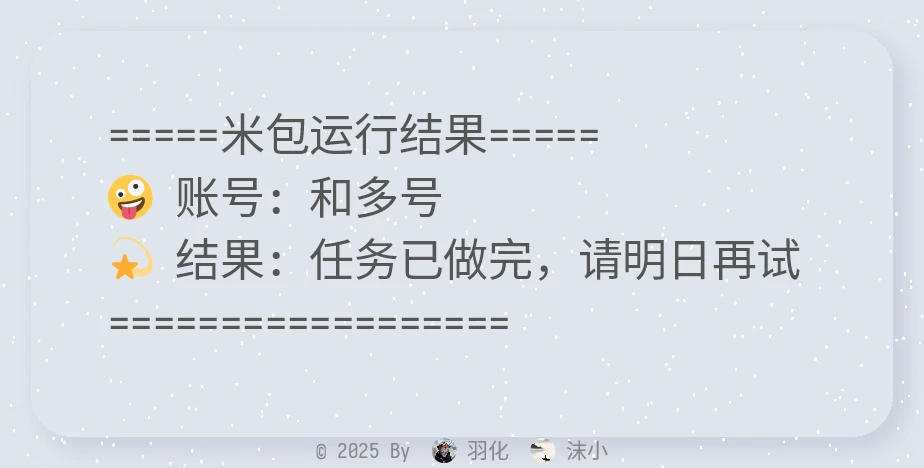 =====米包运行结果=====
🤪 账号：和多号
💫 结果：任务已做完，请明日再试
==================
© 2025 By 羽化 沫小